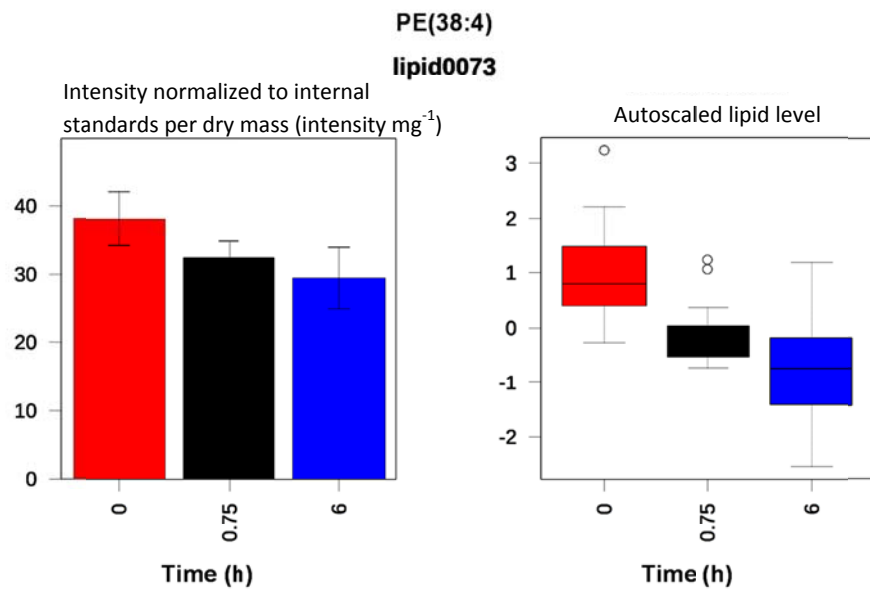 PE(38:4)
lipid0073
Intensity normalized to internal
standards per dry mass (intensity mg⁻¹)
40
30
20
10
0
0
0.75
6
Time (h)
Autoscaled lipid level
3
2
1
0
-1
-2
0
0.75
6
Time (h)